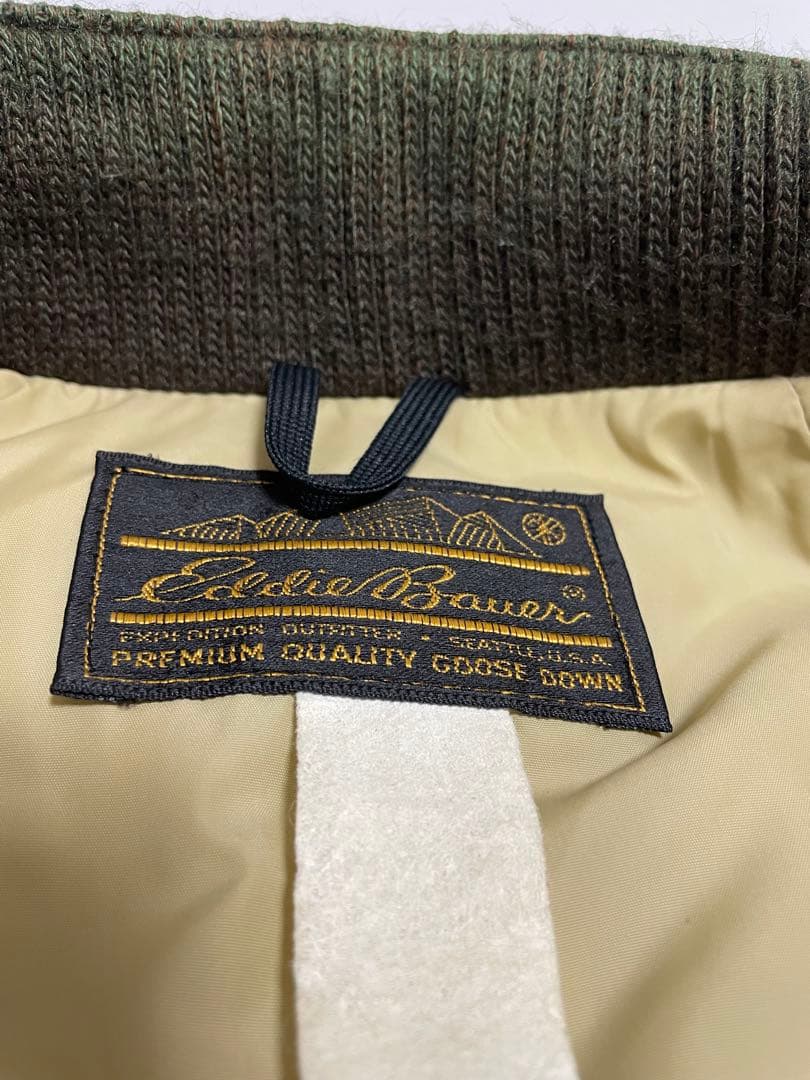 Eddie Bauer ®
EXPEDITION OUTFITTER • SEATTLE, U.S.A.
PREMIUM QUALITY GOOSE DOWN